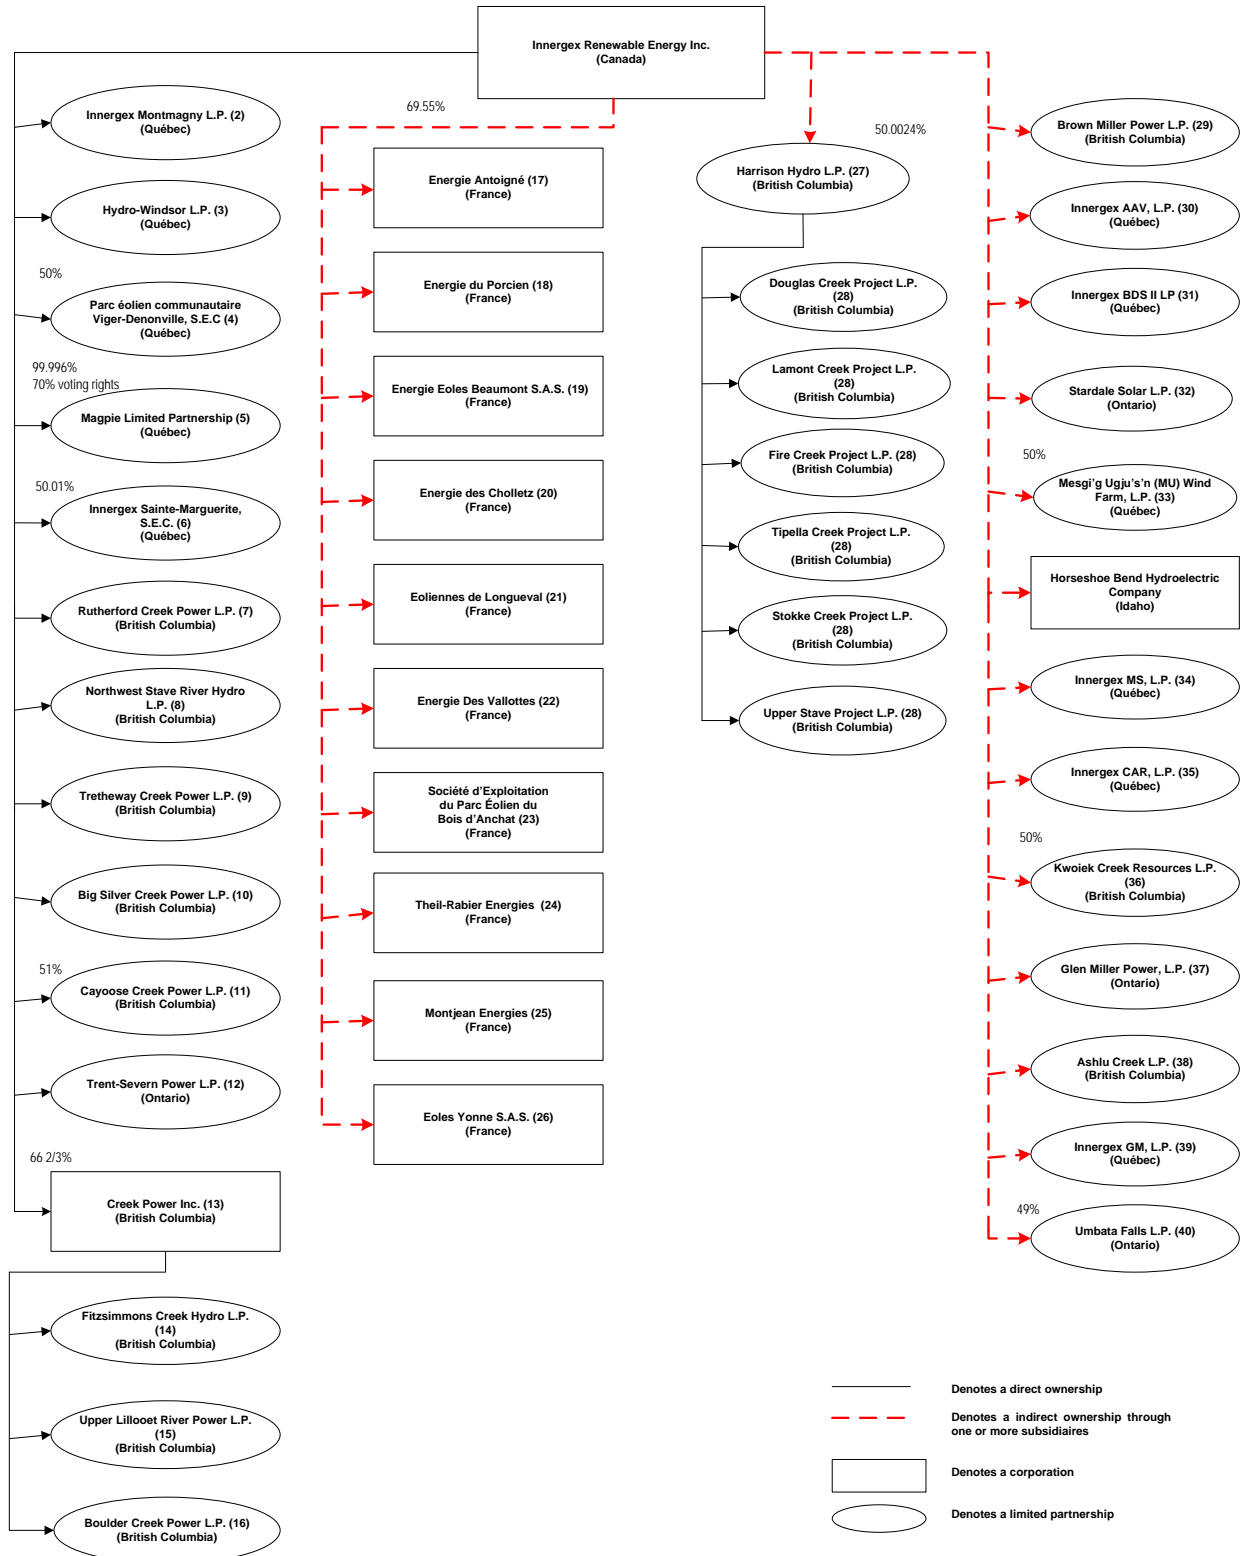 Innergex Renewable Energy Inc.
(Canada)
69.55%
50.0024%
Innergex Montmagny L.P. (2)
(Québec)
Hydro-Windsor L.P. (3)
(Québec)
50%
Parc éolien communautaire
Viger-Denonville, S.E.C (4)
(Québec)
99.996%
70% voting rights
Magpie Limited Partnership (5)
(Québec)
50.01%
Innergex Sainte-Marguerite,
S.E.C. (6)
(Québec)
Rutherford Creek Power L.P. (7)
(British Columbia)
Northwest Stave River Hydro
L.P. (8)
(British Columbia)
Tretheway Creek Power L.P. (9)
(British Columbia)
Big Silver Creek Power L.P. (10)
(British Columbia)
51%
Cayoose Creek Power L.P. (11)
(British Columbia)
Trent-Severn Power L.P. (12)
(Ontario)
66 2/3%
Creek Power Inc. (13)
(British Columbia)
Fitzsimmons Creek Hydro L.P.
(14)
(British Columbia)
Upper Lillooet River Power L.P.
(15)
(British Columbia)
Boulder Creek Power L.P. (16)
(British Columbia)
Energie Antoigné (17)
(France)
Energie du Porcien (18)
(France)
Energie Eoles Beaumont S.A.S. (19)
(France)
Energie des Cholletz (20)
(France)
Eoliennes de Longueval (21)
(France)
Energie Des Vallottes (22)
(France)
Société d'Exploitation
du Parc Éolien du
Bois d'Anchat (23)
(France)
Theil-Rabier Energies (24)
(France)
Montjean Energies (25)
(France)
Eoles Yonne S.A.S. (26)
(France)
Harrison Hydro L.P. (27)
(British Columbia)
Douglas Creek Project L.P.
(28)
(British Columbia)
Lamont Creek Project L.P.
(28)
(British Columbia)
Fire Creek Project L.P. (28)
(British Columbia)
Tipella Creek Project L.P.
(28)
(British Columbia)
Stokke Creek Project L.P.
(28)
(British Columbia)
Upper Stave Project L.P. (28)
(British Columbia)
Brown Miller Power L.P. (29)
(British Columbia)
Innergex AAV, L.P. (30)
(Québec)
Innergex BDS II LP (31)
(Québec)
Stardale Solar L.P. (32)
(Ontario)
50%
Mesgi'g Ugju's'n (MU) Wind
Farm, L.P. (33)
(Québec)
Horseshoe Bend Hydroelectric
Company
(Idaho)
Innergex MS, L.P. (34)
(Québec)
Innergex CAR, L.P. (35)
(Québec)
50%
Kwoiek Creek Resources L.P.
(36)
(British Columbia)
Glen Miller Power, L.P. (37)
(Ontario)
Ashlu Creek L.P. (38)
(British Columbia)
Innergex GM, L.P. (39)
(Québec)
49%
Umbata Falls L.P. (40)
(Ontario)
Denotes a direct ownership
Denotes a indirect ownership through
one or more subsidiaires
Denotes a corporation
Denotes a limited partnership